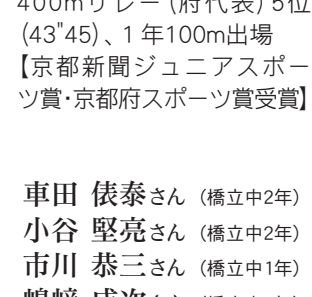 400mリレー(府代表)5位
(43"45)、1年100m出場
【京都新聞ジュニアスポー
ツ賞・京都府スポーツ賞受賞】
車田 俵泰さん (橋立中2年)
小谷 堅亮さん (橋立中2年)
市川 恭三さん (橋立中1年)